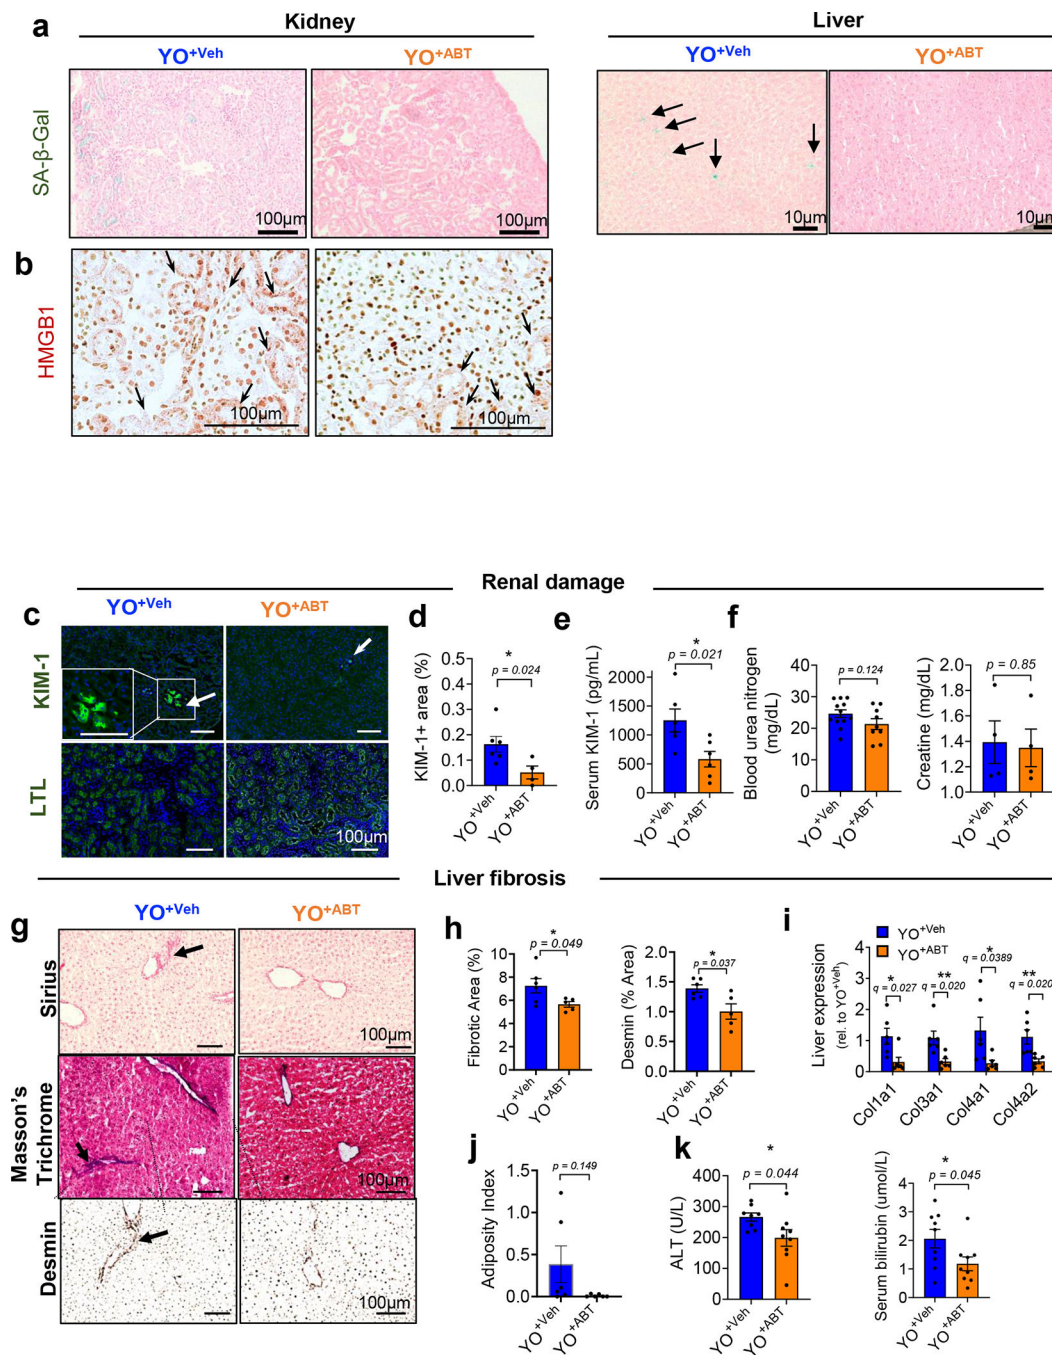 a Kidney Liver
YO+Veh YO+ABT YO+Veh YO+ABT
SA-β-Gal
100µm 100µm 10µm 10µm
b
HMGB1
100µm 100µm
Renal damage
c YO+Veh YO+ABT
KIM-1
LTL
100µm
d
KIM-1+ area (%)
*
p = 0.024
0.5
0.4
0.3
0.2
0.1
0.0
YO+Veh YO+ABT
e
Serum KIM-1 (pg/mL)
*
p = 0.021
2000
1500
1000
500
0
YO+Veh YO+ABT
f
Blood urea nitrogen
(mg/dL)
p = 0.124
40
30
20
10
0
YO+Veh YO+ABT
Creatine (mg/dL)
p = 0.85
2.0
1.8
1.6
1.4
1.2
1.0
YO+Veh YO+ABT
Liver fibrosis
g YO+Veh YO+ABT
Sirius
100µm
Masson's
Trichrome
100µm
Desmin
100µm
h
Fibrotic Area (%)
*
p = 0.049
10
8
6
4
2
0
YO+Veh YO+ABT
Desmin (% Area)
*
p = 0.037
2.0
1.5
1.0
0.5
0.0
YO+Veh YO+ABT
i
YO+Veh
YO+ABT
Liver expression
(rel. to YO+Veh)
* q = 0.027
** q = 0.020
* q = 0.0389
** q = 0.020
4
3
2
1
0
Col1a1 Col3a1 Col4a1 Col4a2
j
Adiposity Index
p = 0.149
1.5
1.0
0.5
0.0
YO+Veh YO+ABT
k
ALT (U/L)
*
p = 0.044
400
300
200
100
0
YO+Veh YO+ABT
Serum bilirubin (umol/L)
*
p = 0.045
4
3
2
1
0
YO+Veh YO+ABT